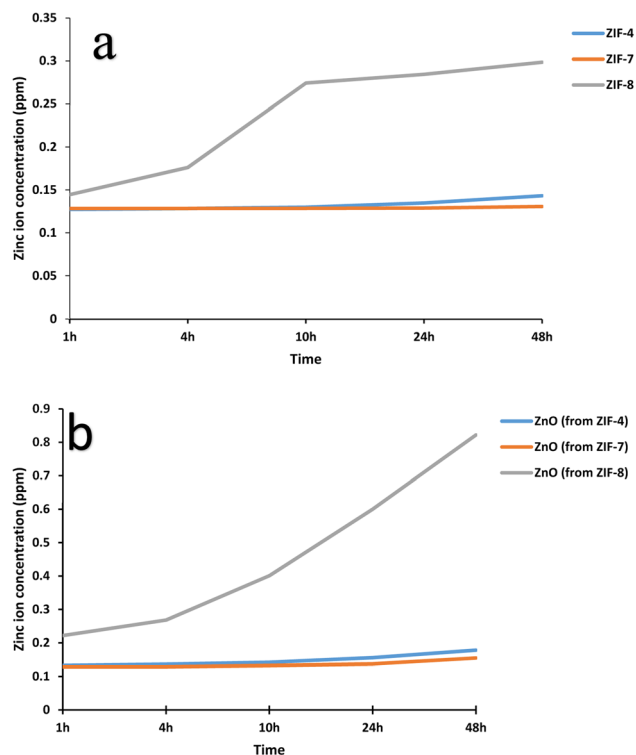 a
Zinc ion concentration (ppm)
0.35
0.3
0.25
0.2
0.15
0.1
0.05
0
1h 4h 10h 24h 48h
Time
ZIF-4
ZIF-7
ZIF-8
b
Zinc ion concentration (ppm)
0.9
0.8
0.7
0.6
0.5
0.4
0.3
0.2
0.1
0
1h 4h 10h 24h 48h
Time
ZnO (from ZIF-4)
ZnO (from ZIF-7)
ZnO (from ZIF-8)